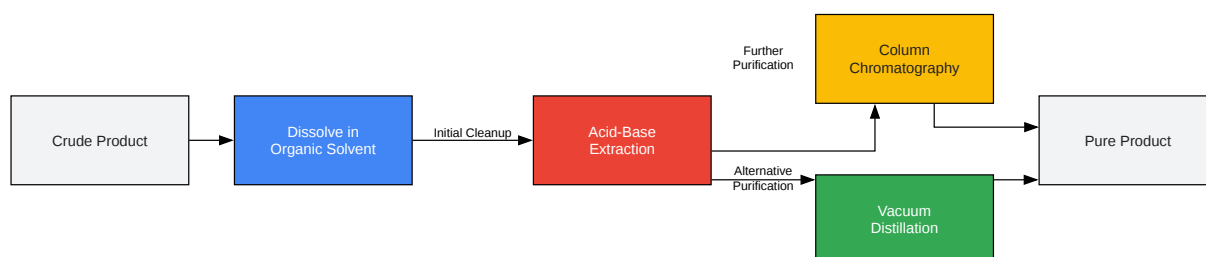 Crude Product
Dissolve in
Organic Solvent
Initial Cleanup
Acid-Base
Extraction
Further
Purification
Column
Chromatography
Alternative
Purification
Vacuum
Distillation
Pure Product